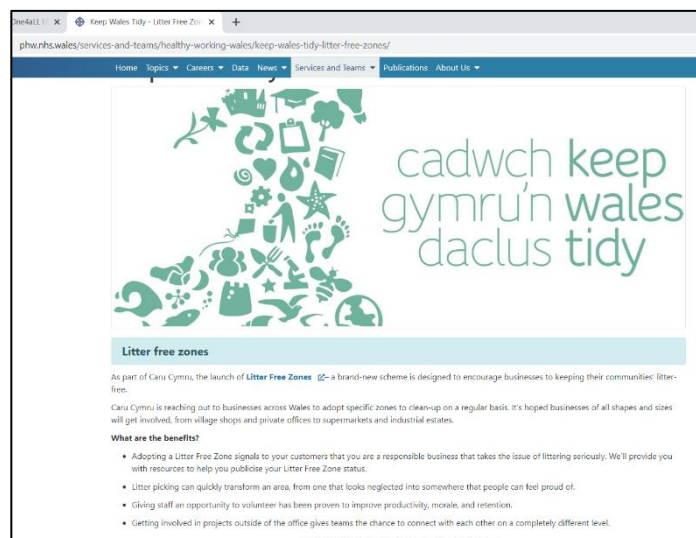 Keep Wales Tidy - Litter Free Zon
phw.nhs.wales/services-and-teams/healthy-working-wales/keep-wales-tidy-litter-free-zones/
Home Topics Careers Data News Services and Teams Publications About Us
cadwch keep
gymru'n wales
daclus tidy
Litter free zones
As part of Caru Cymru, the launch of Litter Free Zones – a brand-new scheme is designed to encourage businesses to keeping their communities' litter-
free.
Caru Cymru is reaching out to businesses across Wales to adopt specific zones to clean-up on a regular basis. It's hoped businesses of all shapes and sizes
will get involved, from village shops and private offices to supermarkets and industrial estates.
What are the benefits?
• Adopting a Litter Free Zone signals to your customers that you are a responsible business that takes the issue of littering seriously. We'll provide you
with resources to help you publicise your Litter Free Zone status.
• Litter picking can quickly transform an area, from one that looks neglected into somewhere that people can feel proud of.
• Giving staff an opportunity to volunteer has been proven to improve productivity, morale, and retention.
• Getting involved in projects outside of the office gives teams the chance to connect with each other on a completely different level.